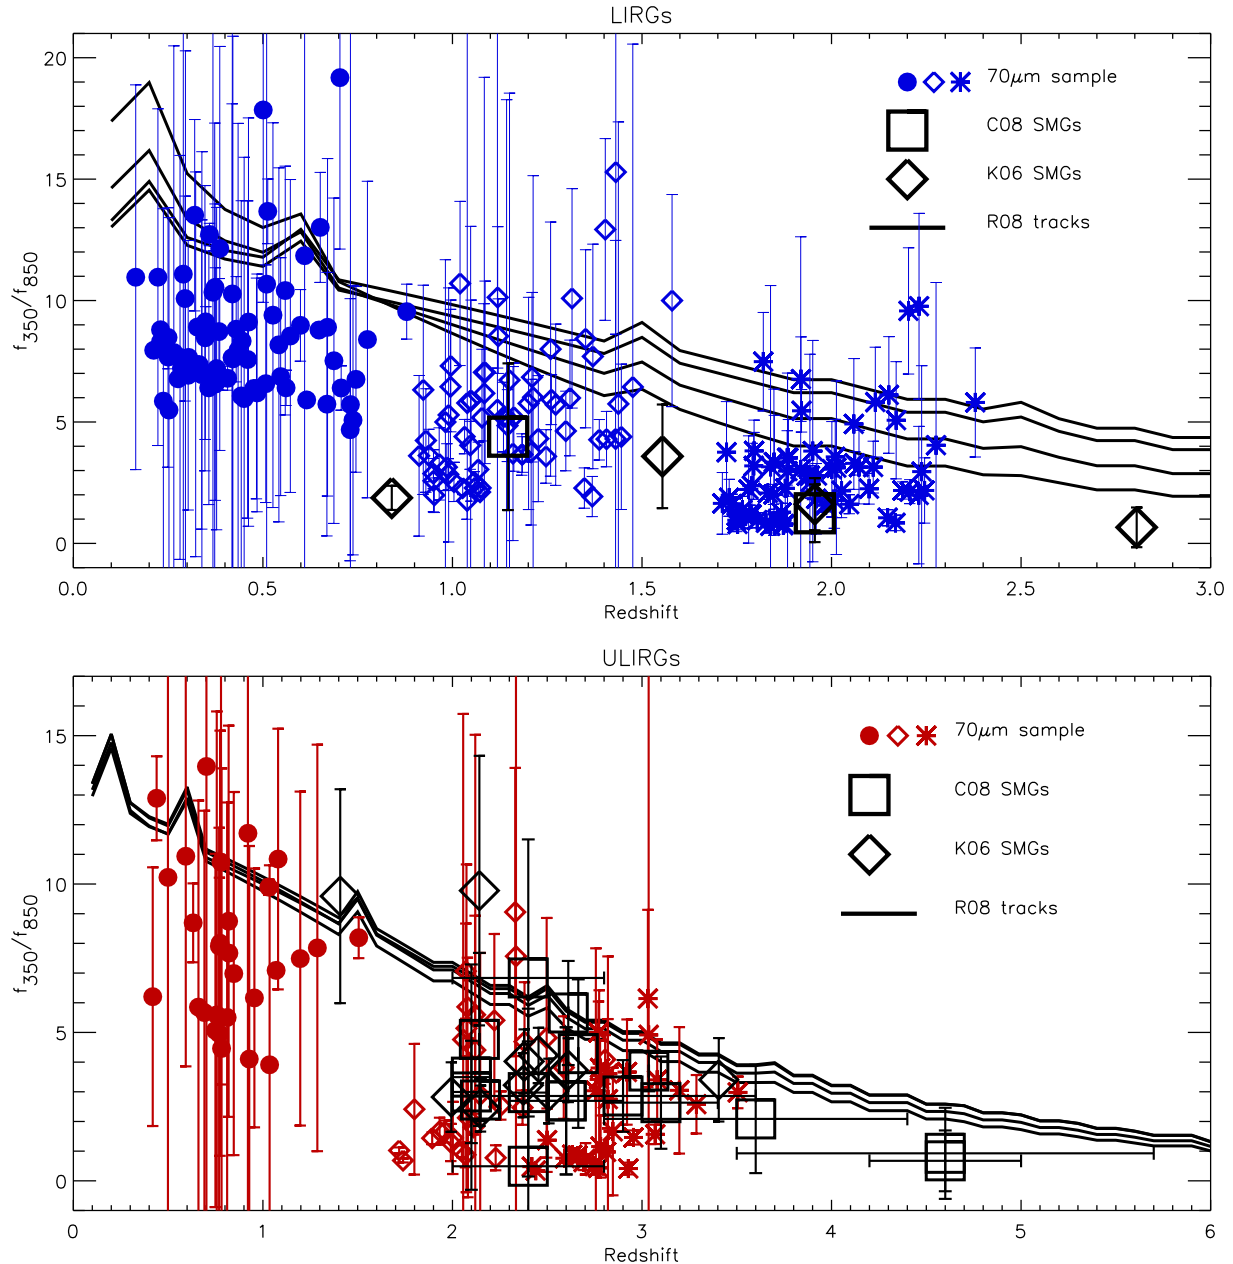 LIRGs
20
15
10
5
0
f350/f850
70μm sample
C08 SMGs
K06 SMGs
R08 tracks
0.0 0.5 1.0 1.5 2.0 2.5 3.0
Redshift
ULIRGs
15
10
5
0
f350/f850
70μm sample
C08 SMGs
K06 SMGs
R08 tracks
0 1 2 3 4 5 6
Redshift